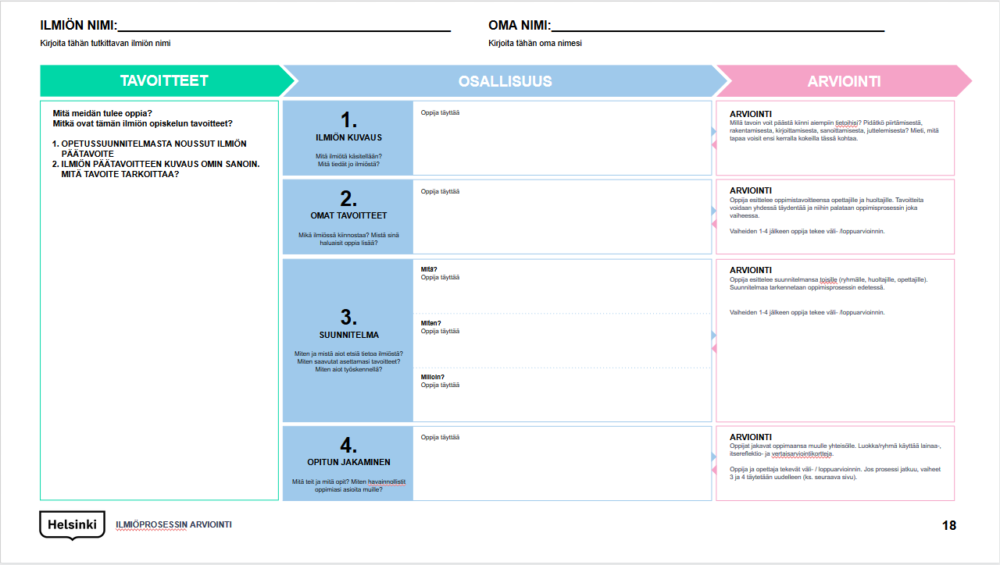 ILMIÖN NIMI:
Kirjoita tähän tutkittavan ilmiön nimi
OMA NIMI:
Kirjoita tähän oma nimesi
TAVOITTEET
OSALLISUUS
ARVIOINTI
Mitä meidän tulee oppia?
Mitkä ovat tämän ilmiön opiskelun tavoitteet?
1. OPETUSSUUNNITELMASTA NOUSSUT ILMIÖN
PÄÄTAVOITE
2. ILMIÖN PÄÄTAVOITTEEN KUVAUS OMIN SANOIN.
MITÄ TAVOITE TARKOITTAA?
1.
ILMIÖN KUVAUS
Mitä ilmiötä käsitellään?
Mitä tiedät jo ilmiöstä?
Oppija täyttää
ARVIOINTI
Millä tavoin voit päästä kiinni aiempiin tietoihisi? Pidätkö piirtämisestä,
rakentamisesta, kirjoittamisesta, sanoittamisesta, juttelemisesta? Mieti, mitä
tapaa voisit ensi kerralla kokeilla tässä kohtaa.
2.
OMAT TAVOITTEET
Mikä ilmiössä kiinnostaa? Mistä sinä
haluaisit oppia lisää?
Oppija täyttää
ARVIOINTI
Oppija esittelee oppimistavoitteensa opettajille ja huoltajille. Tavoitteita
voidaan yhdessä täydentää ja niihin palataan oppimisprosessin joka
vaiheessa.
Vaiheiden 1-4 jälkeen oppija tekee väli- /loppuarvioinnin.
3.
SUUNNITELMA
Miten ja mistä aiot etsiä tietoa ilmiöstä?
Miten saavutat asettamasi tavoitteet?
Miten aiot työskennellä?
Mitä?
Oppija täyttää
Miten?
Oppija täyttää
Milloin?
Oppija täyttää
ARVIOINTI
Oppija esittelee suunnitelmansa toisille (ryhmälle, huoltajille, opettajille).
Suunnitelmaa tarkennetaan oppimisprosessin edetessä.
Vaiheiden 1-4 jälkeen oppija tekee väli- /loppuarvioinnin.
4.
OPITUN JAKAMINEN
Mitä teit ja mitä opit? Miten havainnollistit
oppimiasi asioita muille?
Oppija täyttää
ARVIOINTI
Oppijat jakavat oppimaansa muulle yhteisölle. Luokka/ryhmä käyttää lainaa-,
itsereflektio- ja vertaisarviointikortteja.
Oppija ja opettaja tekevät väli- / loppuarvioinnin. Jos prosessi jatkuu, vaiheet
3 ja 4 täytetään uudelleen (ks. seuraava sivu).
Helsinki
ILMIÖPROSESSIN ARVIOINTI
18